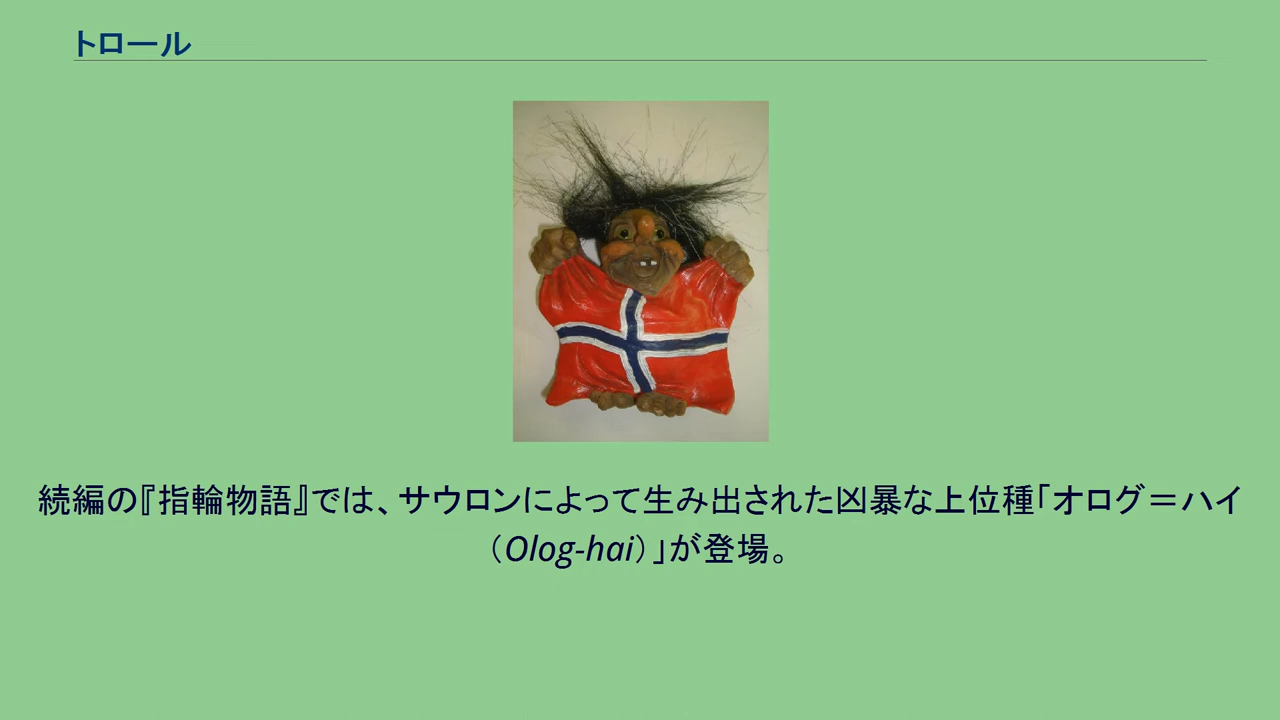 トロール
続編の『指輪物語』では、サウロンによって生み出された凶暴な上位種「オログ＝ハイ
（Olog-hai）」が登場。